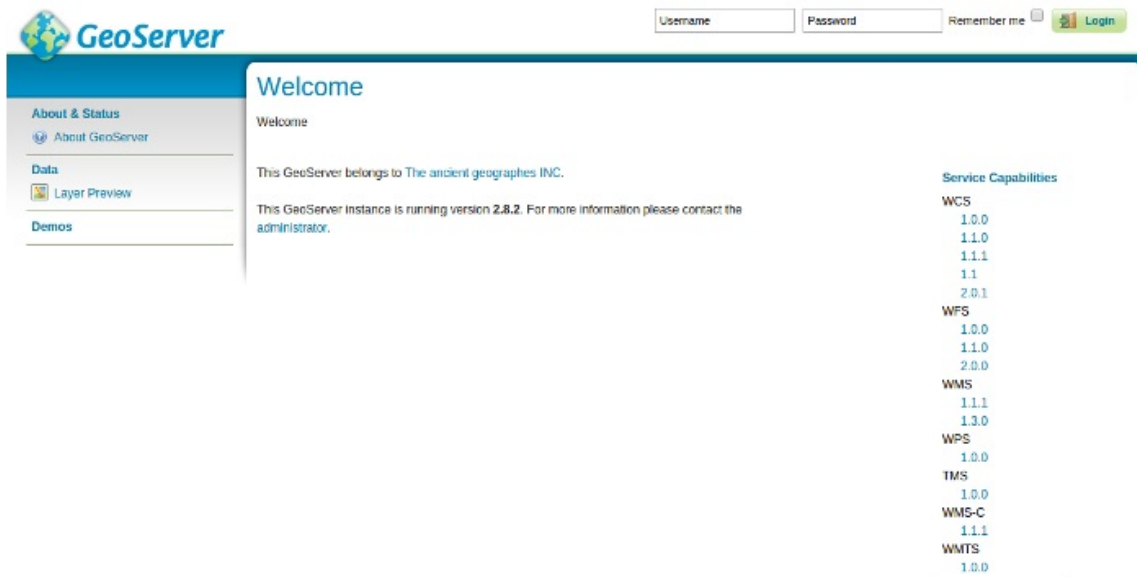 GeoServer
Username
Password
Remember me
Login
About & Status
About GeoServer
Data
Layer Preview
Demos
Welcome
Welcome
This GeoServer belongs to The ancient geographes INC.
This GeoServer instance is running version 2.8.2. For more information please contact the
administrator.
Service Capabilities
WCS
1.0.0
1.1.0
1.1.1
1.1
2.0.1
WFS
1.0.0
1.1.0
2.0.0
WMS
1.1.1
1.3.0
WPS
1.0.0
TMS
1.0.0
WMS-C
1.1.1
WMTS
1.0.0